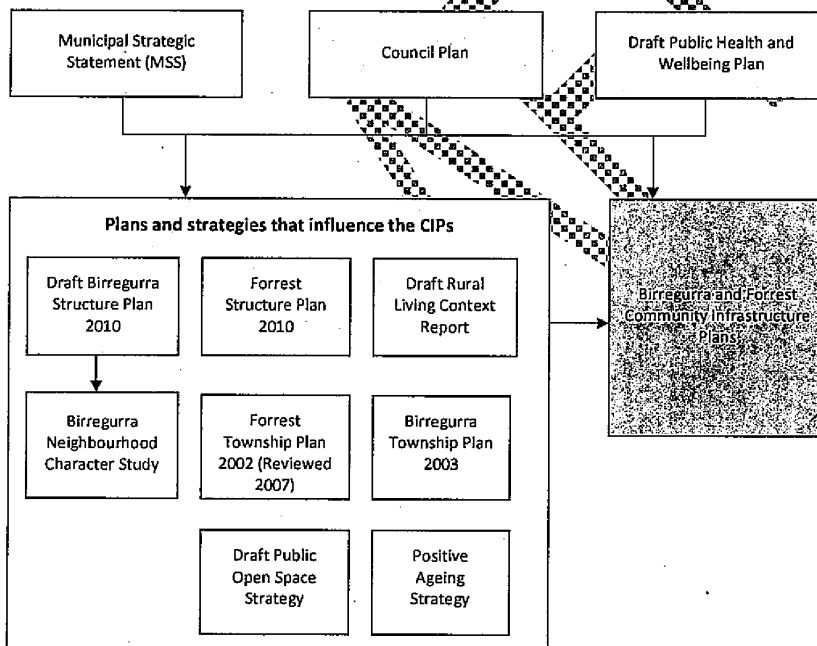 Municipal Strategic
Statement (MSS)
Council Plan
Draft Public Health and
Wellbeing Plan
Plans and strategies that influence the CIPs
Draft Birregurra
Structure Plan
2010
Forrest
Structure Plan
2010
Draft Rural
Living Context
Report
Birregurra and Forrest
Community Infrastructure
Plans
Birregurra
Neighbourhood
Character Study
Forrest
Township Plan
2002 (Reviewed
2007)
Birregurra
Township Plan
2003
Draft Public
Open Space
Strategy
Positive
Ageing
Strategy